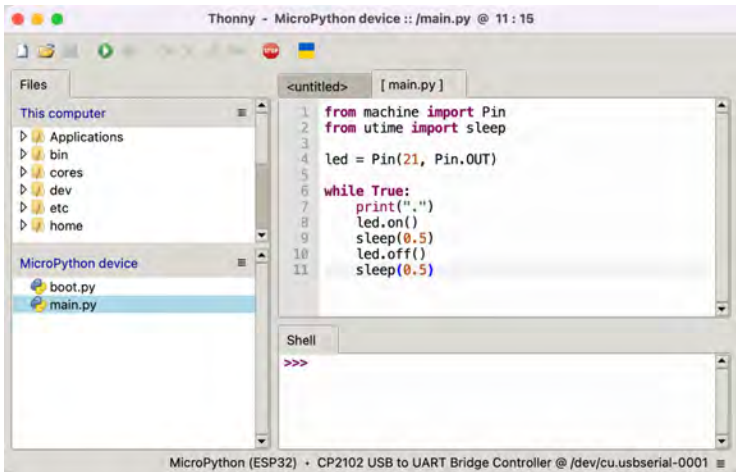 Thonny - MicroPython device :: /main.py @ 11 : 15
STOP
Files
This computer
Applications
bin
cores
dev
etc
home
MicroPython device
boot.py
main.py
<untitled>
[ main.py ]
1 from machine import Pin
2 from utime import sleep
3
4 led = Pin(21, Pin.OUT)
5
6 while True:
7     print(".")
8     led.on()
9     sleep(0.5)
10     led.off()
11     sleep(0.5)
Shell
>>>
MicroPython (ESP32) • CP2102 USB to UART Bridge Controller @ /dev/cu.usbserial-0001 ≡